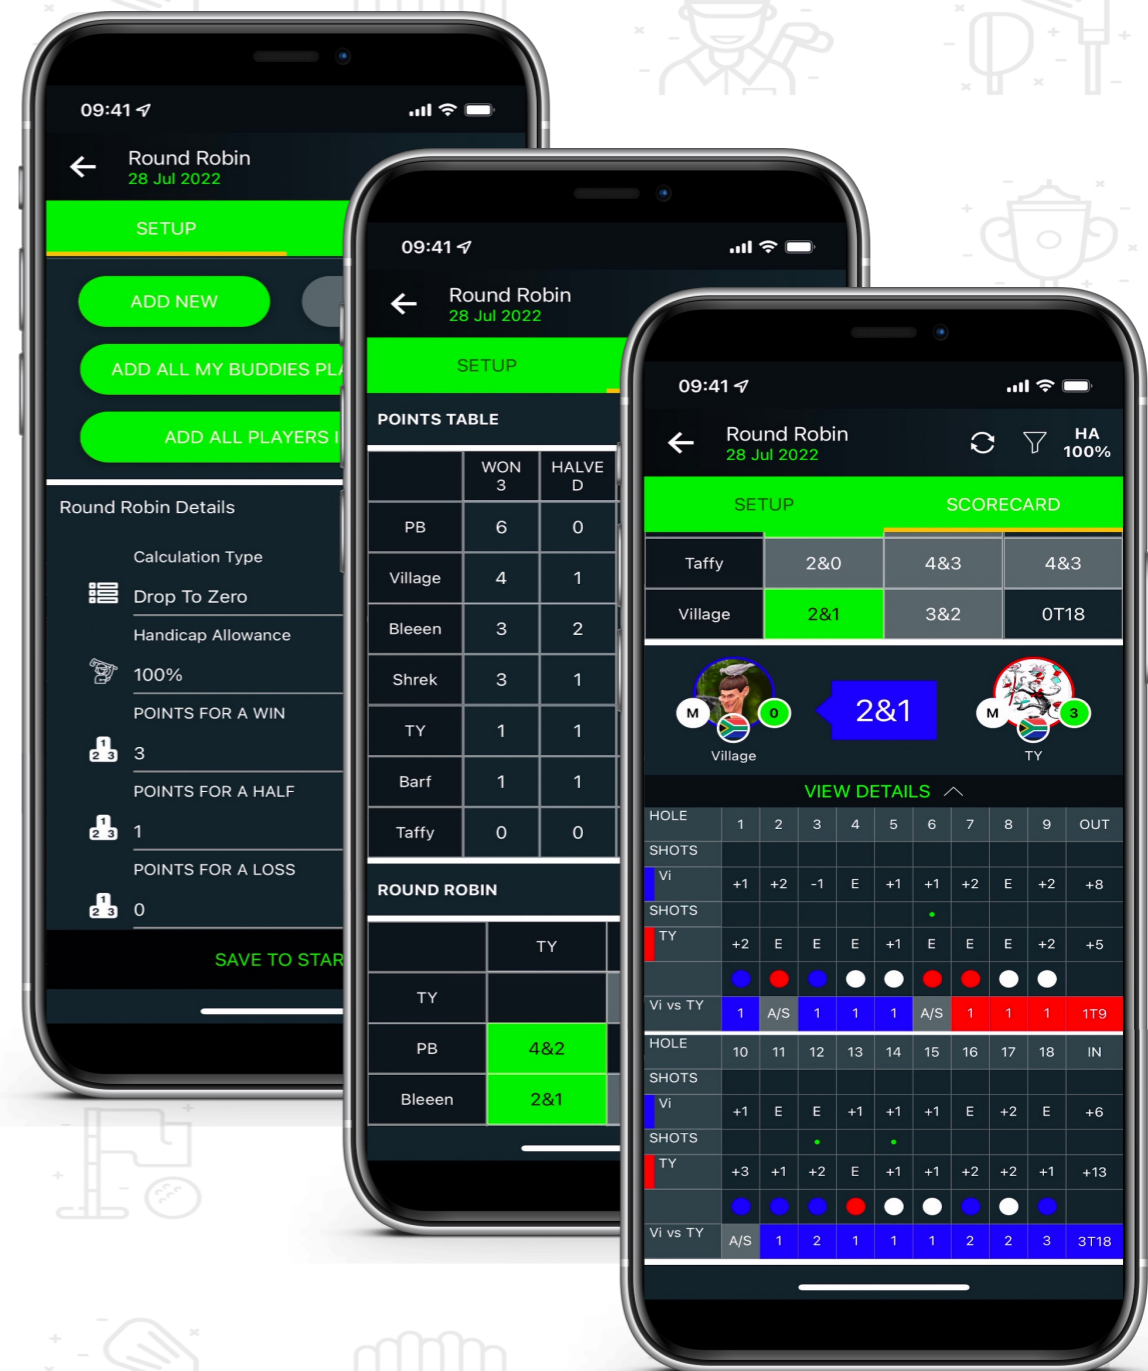 09:41
Round Robin
28 Jul 2022
SETUP
ADD NEW
ADD ALL MY BUDDIES PL
ADD ALL PLAYERS I
Round Robin Details
Calculation Type
Drop To Zero
Handicap Allowance
100%
POINTS FOR A WIN
1 2 3
3
POINTS FOR A HALF
1 2 3
1
POINTS FOR A LOSS
1 2 3
0
SAVE TO STAR
09:41
Round Robin
28 Jul 2022
SETUP
POINTS TABLE
WON 3 HALVE D
PB 6 0
Village 4 1
Bleeen 3 2
Shrek 3 1
TY 1 1
Barf 1 1
Taffy 0 0
ROUND ROBIN
TY
TY
PB 4&2
Bleeen 2&1
09:41
Round Robin HA
28 Jul 2022 100%
SETUP SCORECARD
Taffy 2&0 4&3 4&3
Village 2&1 3&2 0T18
M 0 2&1 M 3
Village TY
VIEW DETAILS
HOLE 1 2 3 4 5 6 7 8 9 OUT
SHOTS
Vi +1 +2 -1 E +1 +1 +2 E +2 +8
SHOTS
TY +2 E E E +1 E E E +2 +5
Vi vs TY 1 A/S 1 1 1 A/S 1 1 1 1T9
HOLE 10 11 12 13 14 15 16 17 18 IN
SHOTS
Vi +1 E E +1 +1 +1 E +2 E +6
SHOTS
TY +3 +1 +2 E +1 +1 +2 +2 +1 +13
Vi vs TY A/S 1 2 1 1 1 2 2 3 3T18